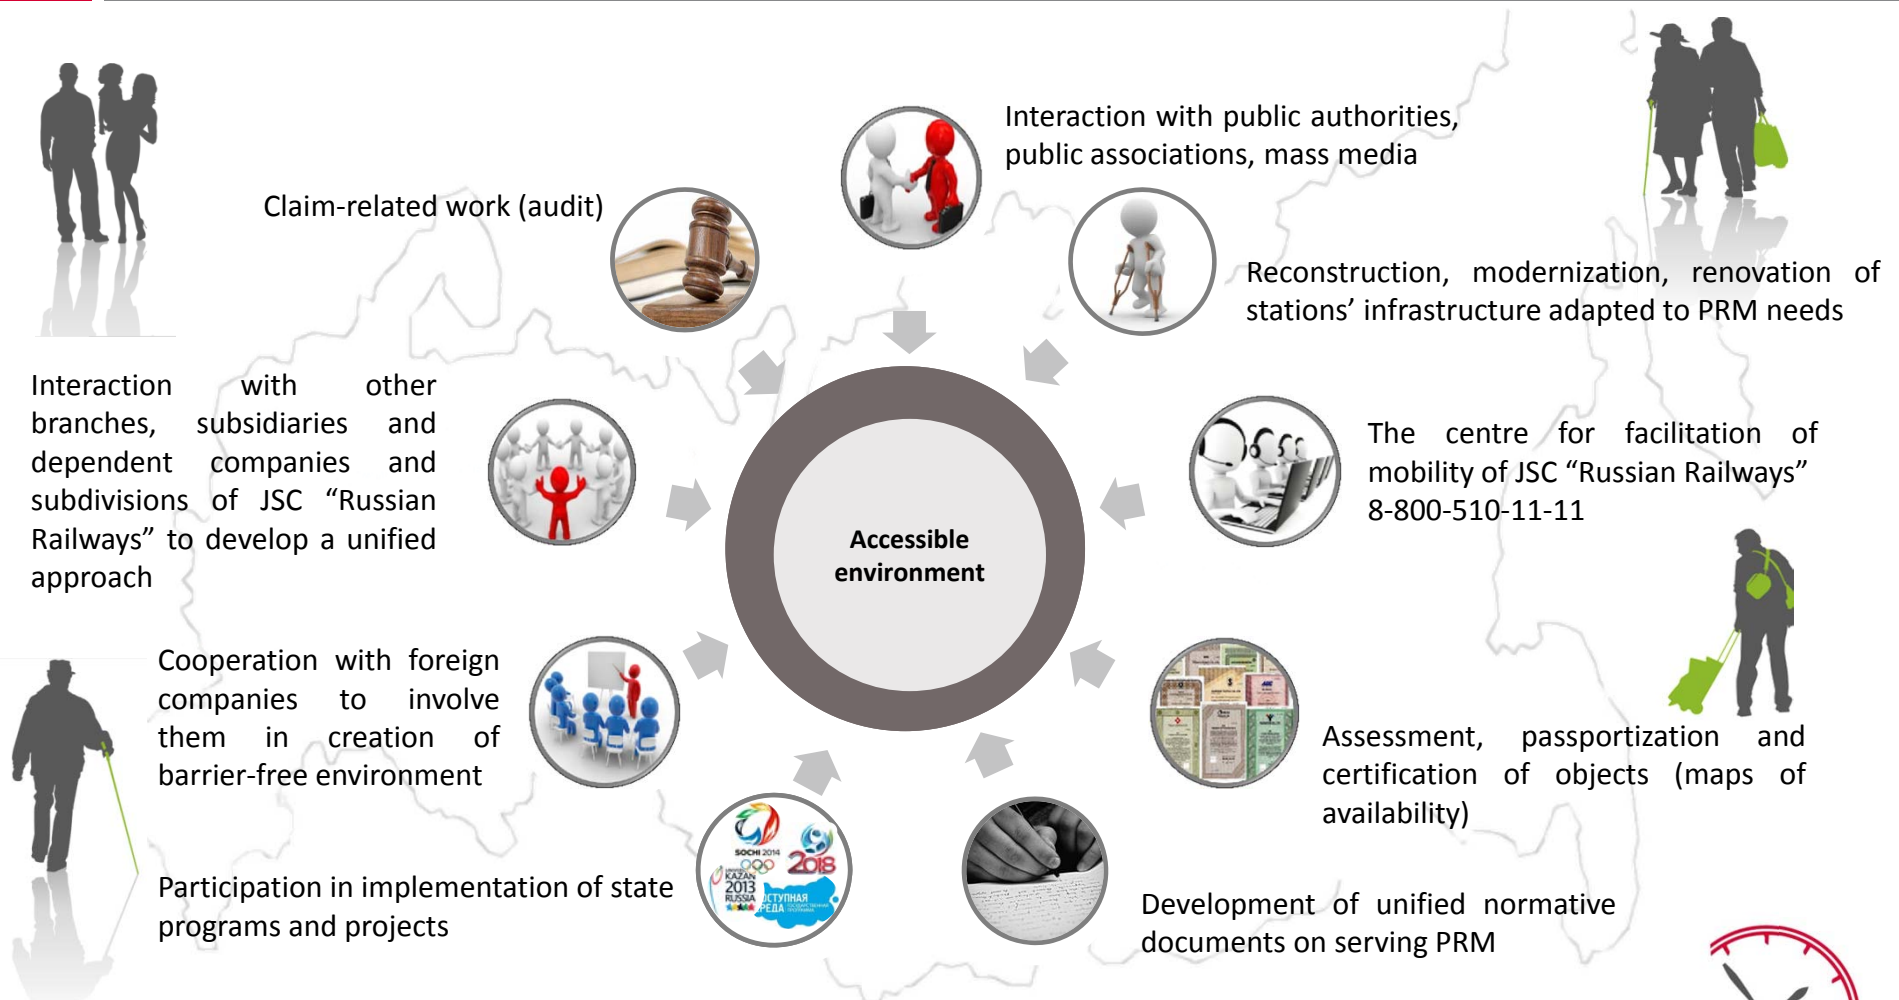 Interaction with public authorities,
public associations, mass media
Claim-related work (audit)
Reconstruction, modernization, renovation of
stations’ infrastructure adapted to PRM needs
Interaction with other
branches, subsidiaries and
dependent companies and
subdivisions of JSC “Russian
Railways” to develop a unified
approach
The centre for facilitation of
mobility of JSC “Russian Railways”
8-800-510-11-11
Accessible
environment
Cooperation with foreign
companies to involve
them in creation of
barrier-free environment
Assessment, passportization and
certification of objects (maps of
availability)
SOCHI 2014
2018
KAZAN
2013
RUSSIA
Participation in implementation of state
programs and projects
Development of unified normative
documents on serving PRM